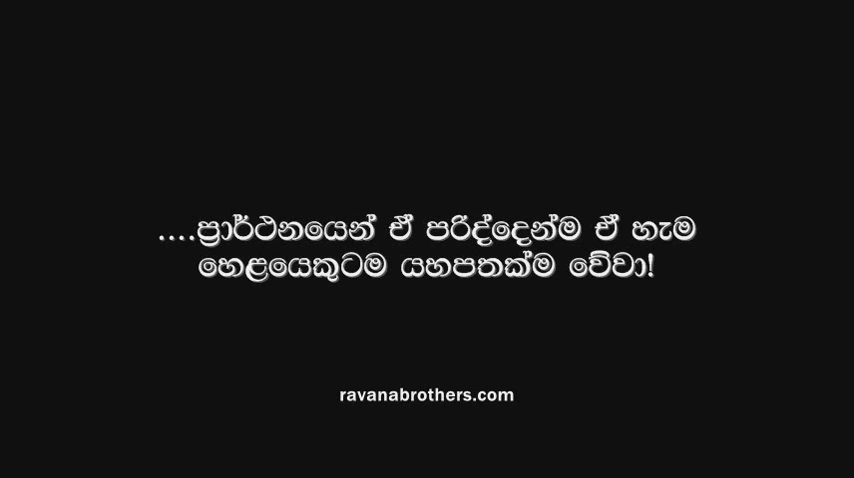 ....ප්‍රාර්ථනයෙන් ඒ පරිද්දෙන්ම ඒ හැම
හෙළයෙකුටම යහපතක්ම වේවා!
ravanabrothers.com